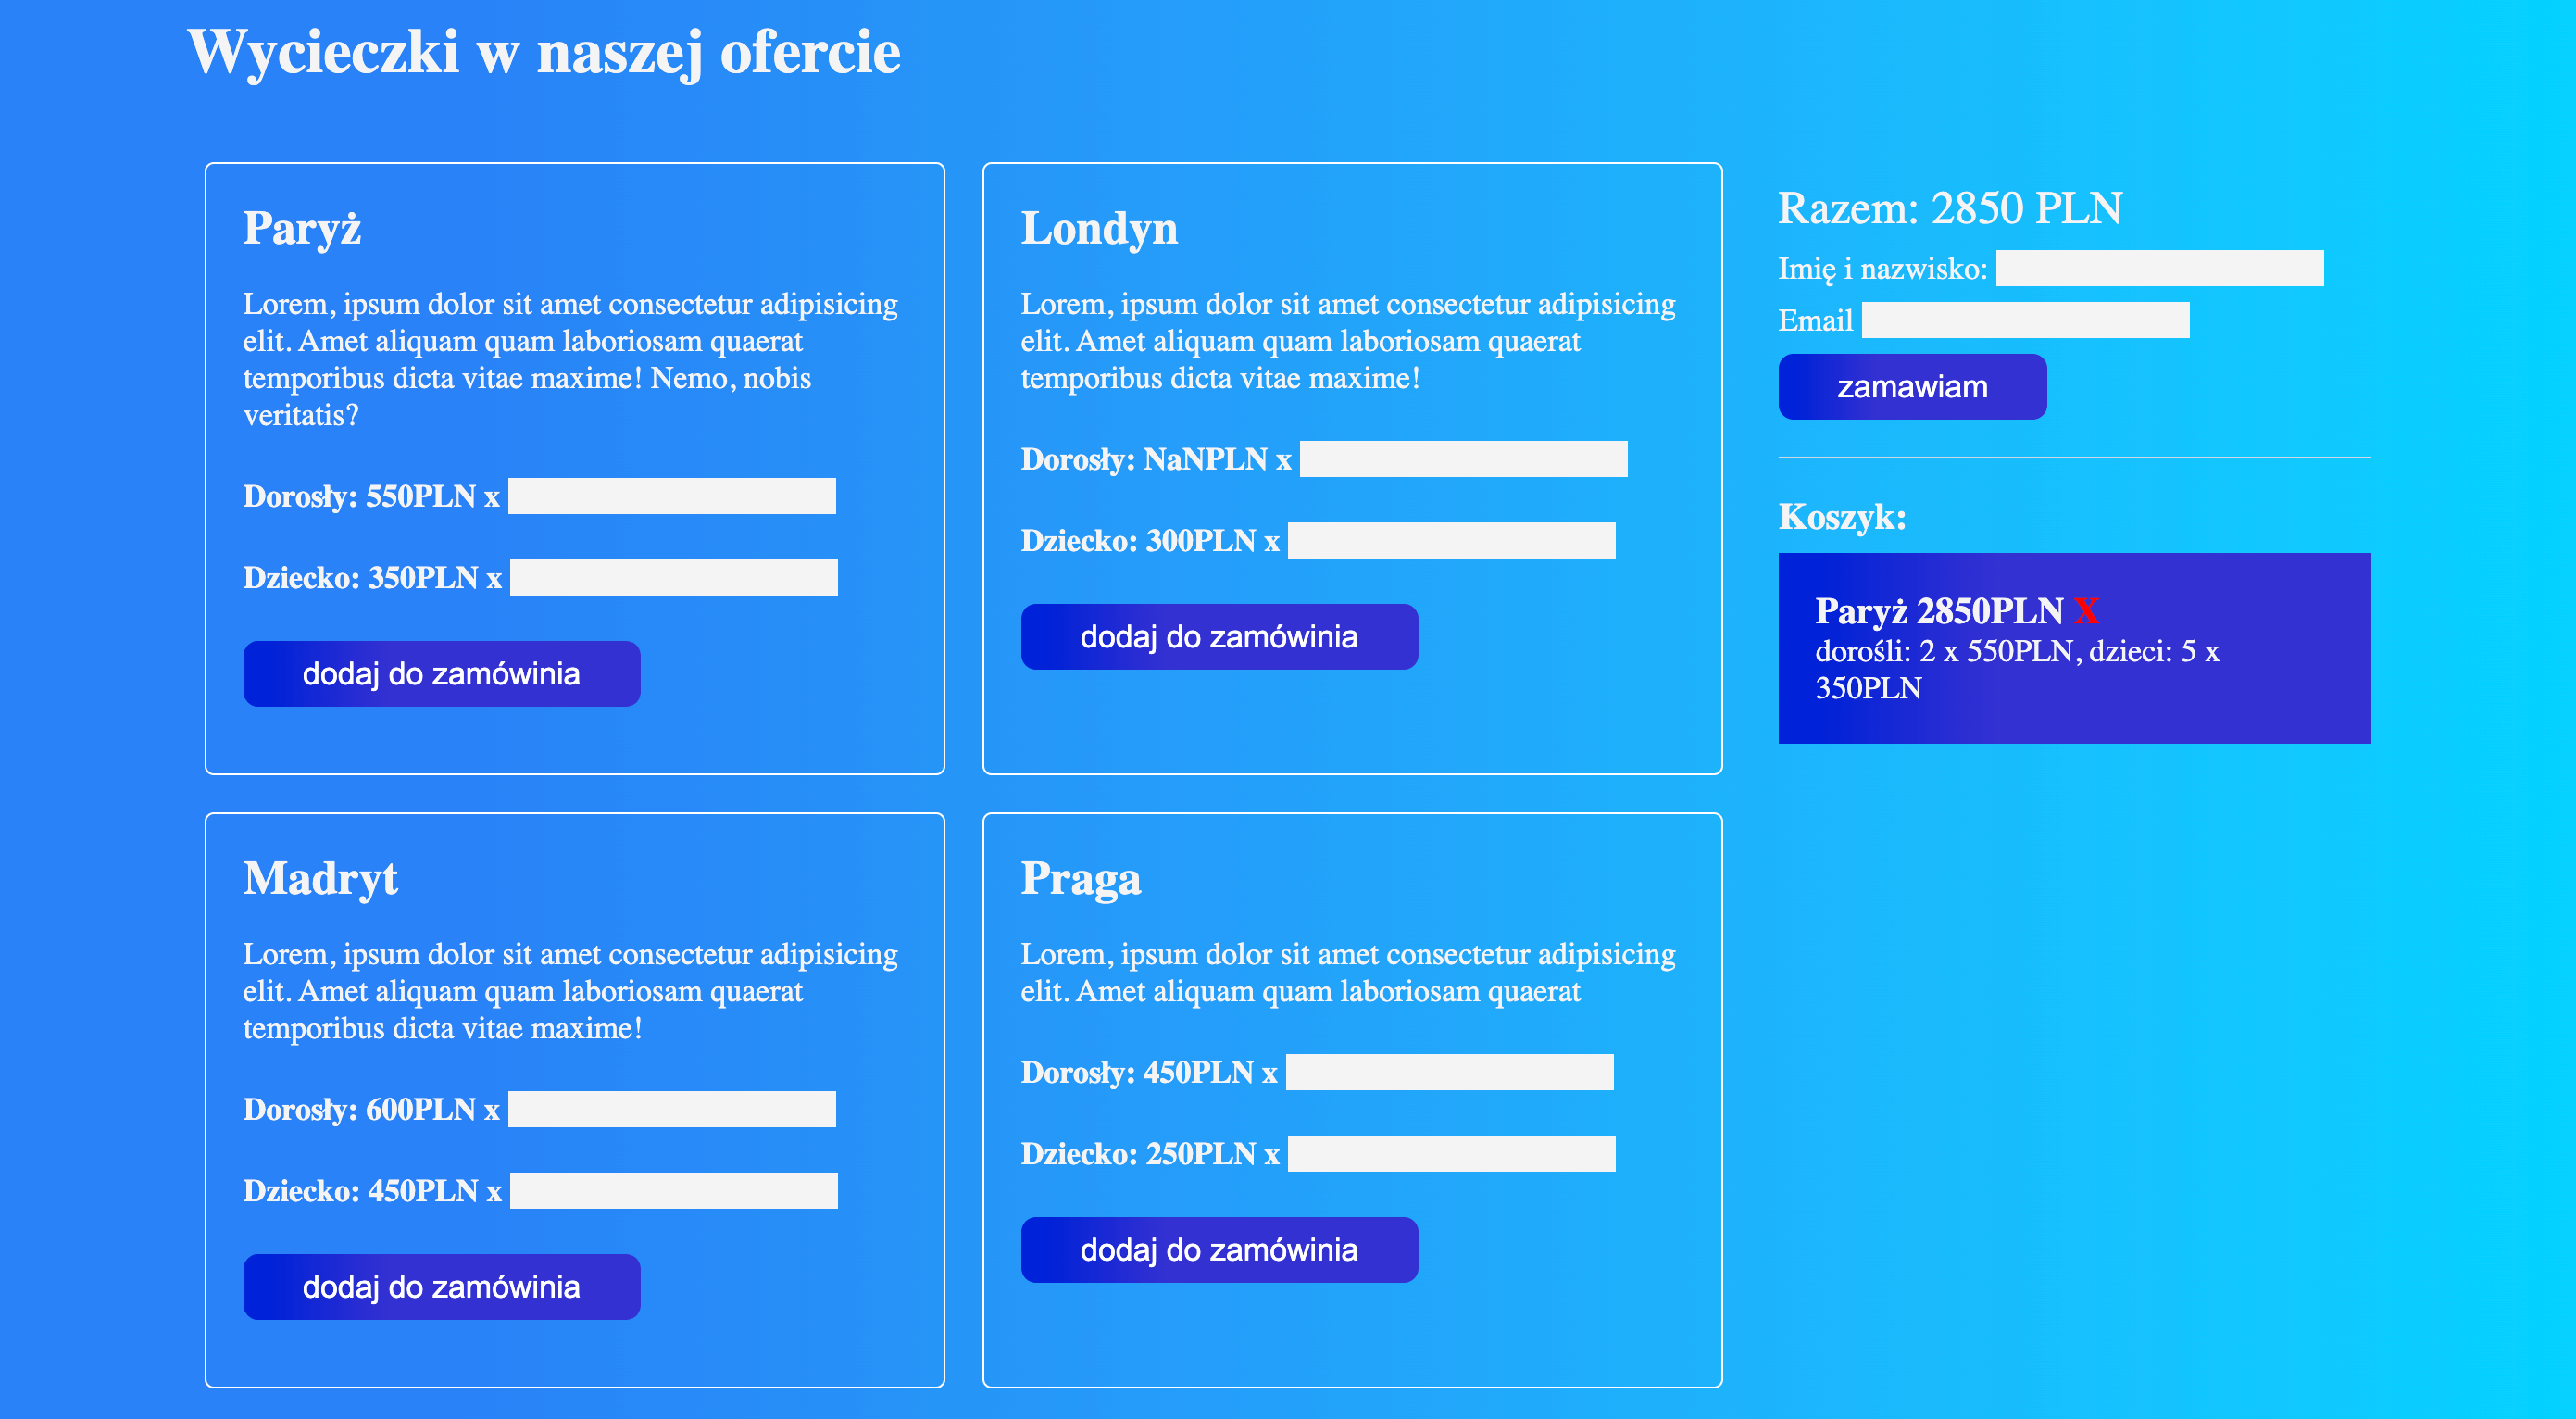 Wycieczki w naszej ofercie
Paryż
Lorem, ipsum dolor sit amet consectetur adipisicing
elit. Amet aliquam quam laboriosam quaerat
temporibus dicta vitae maxime! Nemo, nobis
veritatis?
Dorosły: 550PLN x
Dziecko: 350PLN x
dodaj do zamówinia
Londyn
Lorem, ipsum dolor sit amet consectetur adipisicing
elit. Amet aliquam quam laboriosam quaerat
temporibus dicta vitae maxime!
Dorosły: NaNPLN x
Dziecko: 300PLN x
dodaj do zamówinia
Madryt
Lorem, ipsum dolor sit amet consectetur adipisicing
elit. Amet aliquam quam laboriosam quaerat
temporibus dicta vitae maxime!
Dorosły: 600PLN x
Dziecko: 450PLN x
dodaj do zamówinia
Praga
Lorem, ipsum dolor sit amet consectetur adipisicing
elit. Amet aliquam quam laboriosam quaerat
Dorosły: 450PLN x
Dziecko: 250PLN x
dodaj do zamówinia
Razem: 2850 PLN
Imię i nazwisko:
Email
zamawiam
Koszyk:
Paryż 2850PLN X
dorośli: 2 x 550PLN, dzieci: 5 x
350PLN